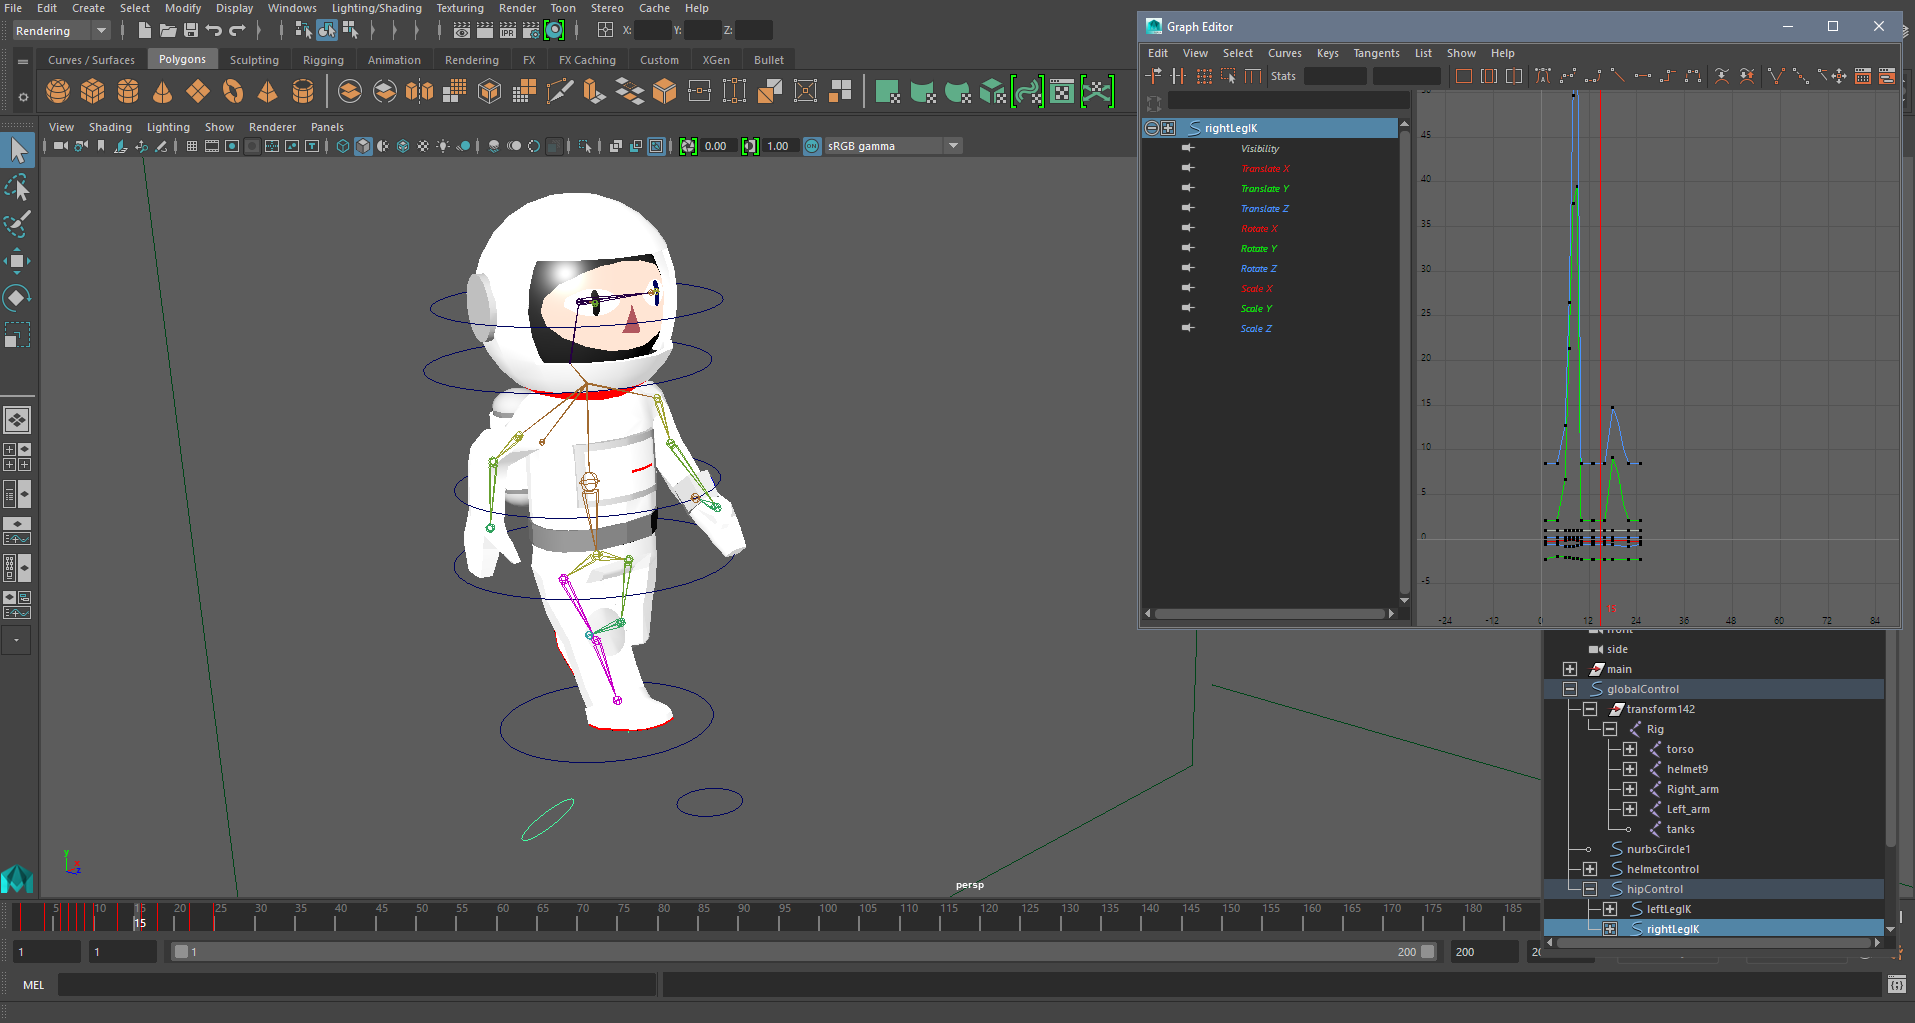 File Edit Create Select Modify Display Windows Lighting/Shading Texturing Render Toon Stereo Cache Help
Rendering X: Y: Z:
IPR
Curves / Surfaces Polygons Sculpting Rigging Animation Rendering FX FX Caching Custom XGen Bullet
View Shading Lighting Show Renderer Panels
0.00 1.00 sRGB gamma
Graph Editor
Edit View Select Curves Keys Tangents List Show Help
Stats
rightLegIK
Visibility
Translate X
Translate Y
Translate Z
Rotate X
Rotate Y
Rotate Z
Scale X
Scale Y
Scale Z
45
40
35
30
25
20
15
10
5
0
-5
15
-24 -12 0 12 24 36 48 60 72 84
front
side
main
globalControl
transform142
Rig
torso
helmet9
Right_arm
Left_arm
tanks
nurbsCircle1
helmetcontrol
hipControl
leftLegIK
rightLegIK
y
x
z
persp
5 10 15 20 25 30 35 40 45 50 55 60 65 70 75 80 85 90 95 100 105 110 115 120 125 130 135 140 145 150 155 160 165 170 175 180 185
15
1 1 1 200 200
MEL